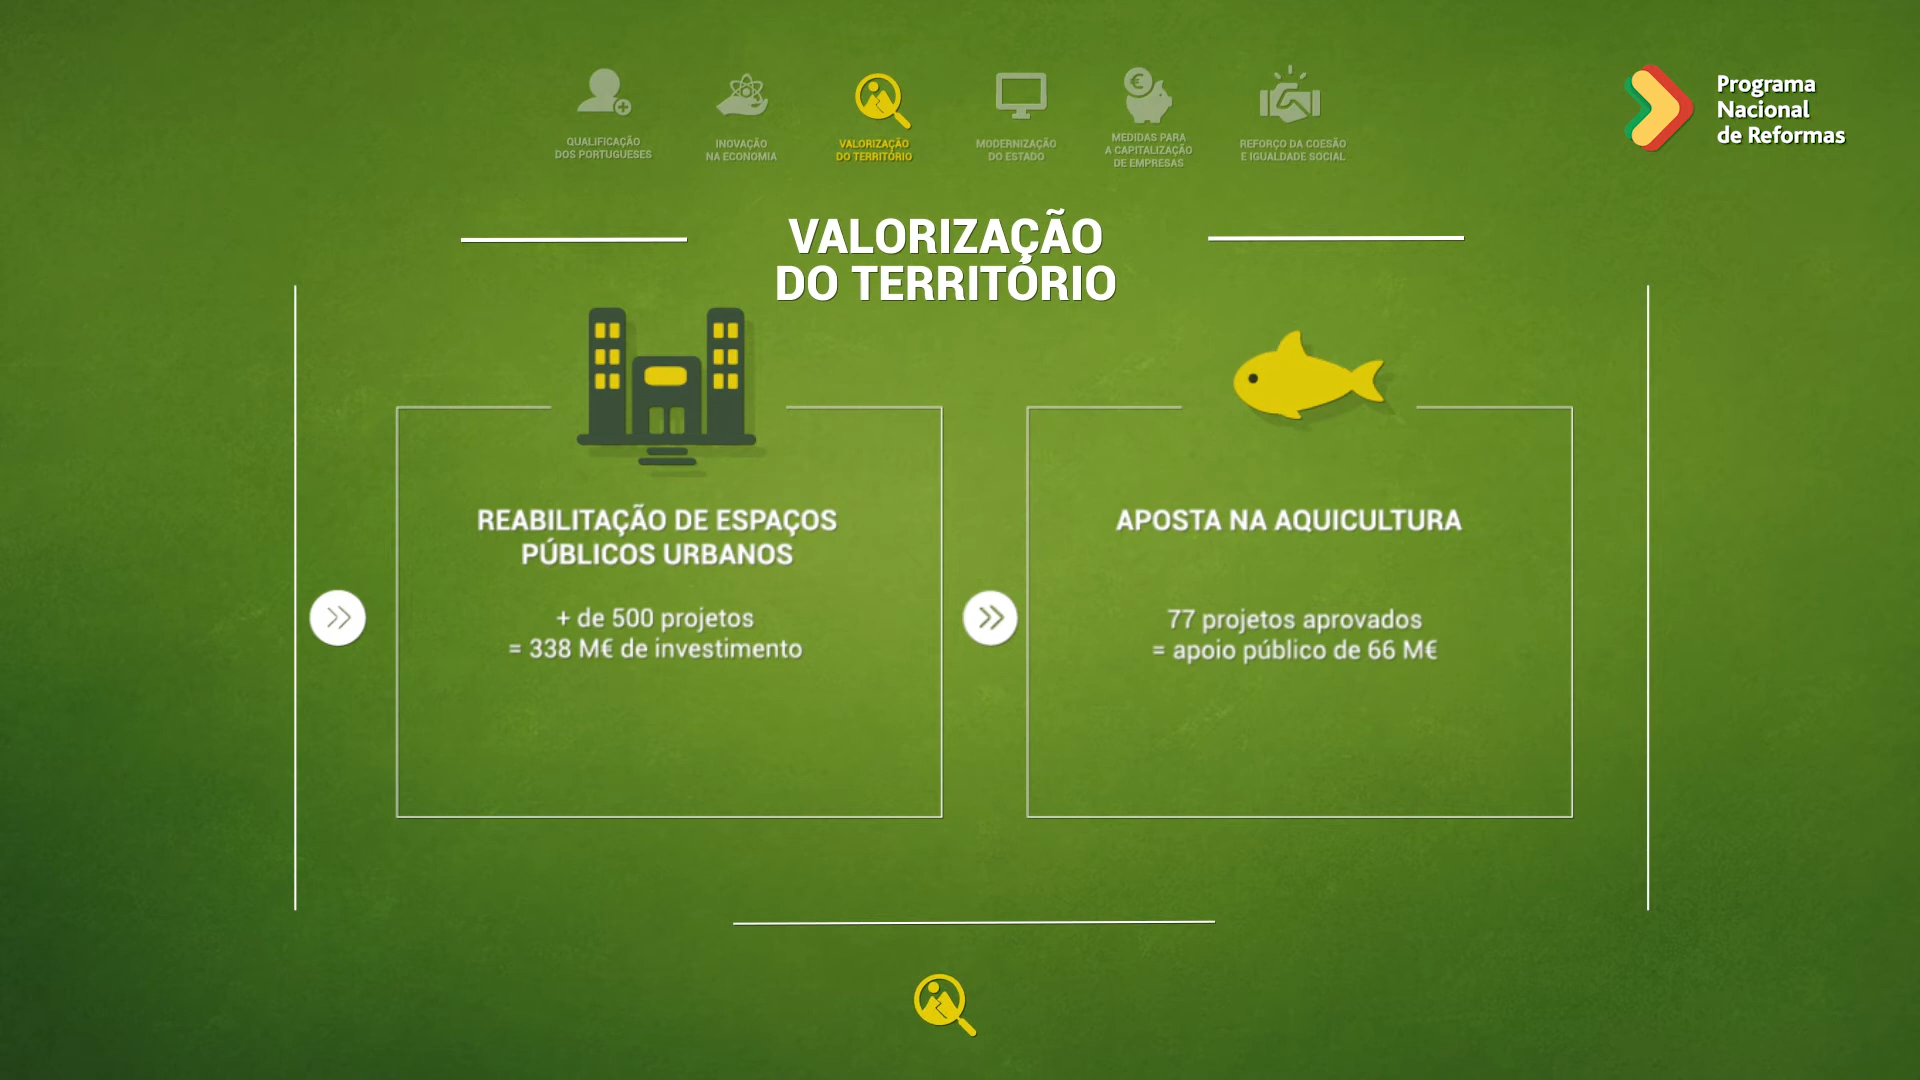 QUALIFICAÇÃO
DOS PORTUGUESES
INOVAÇÃO
NA ECONOMIA
VALORIZAÇÃO
DO TERRITÓRIO
MODERNIZAÇÃO
DO ESTADO
MEDIDAS PARA
A CAPITALIZAÇÃO
DE EMPRESAS
REFORÇO DA COESÃO
E IGUALDADE SOCIAL
Programa
Nacional
de Reformas
VALORIZAÇÃO
DO TERRITÓRIO
REABILITAÇÃO DE ESPAÇOS
PÚBLICOS URBANOS
+ de 500 projetos
= 338 M€ de investimento
APOSTA NA AQUICULTURA
77 projetos aprovados
= apoio público de 66 M€